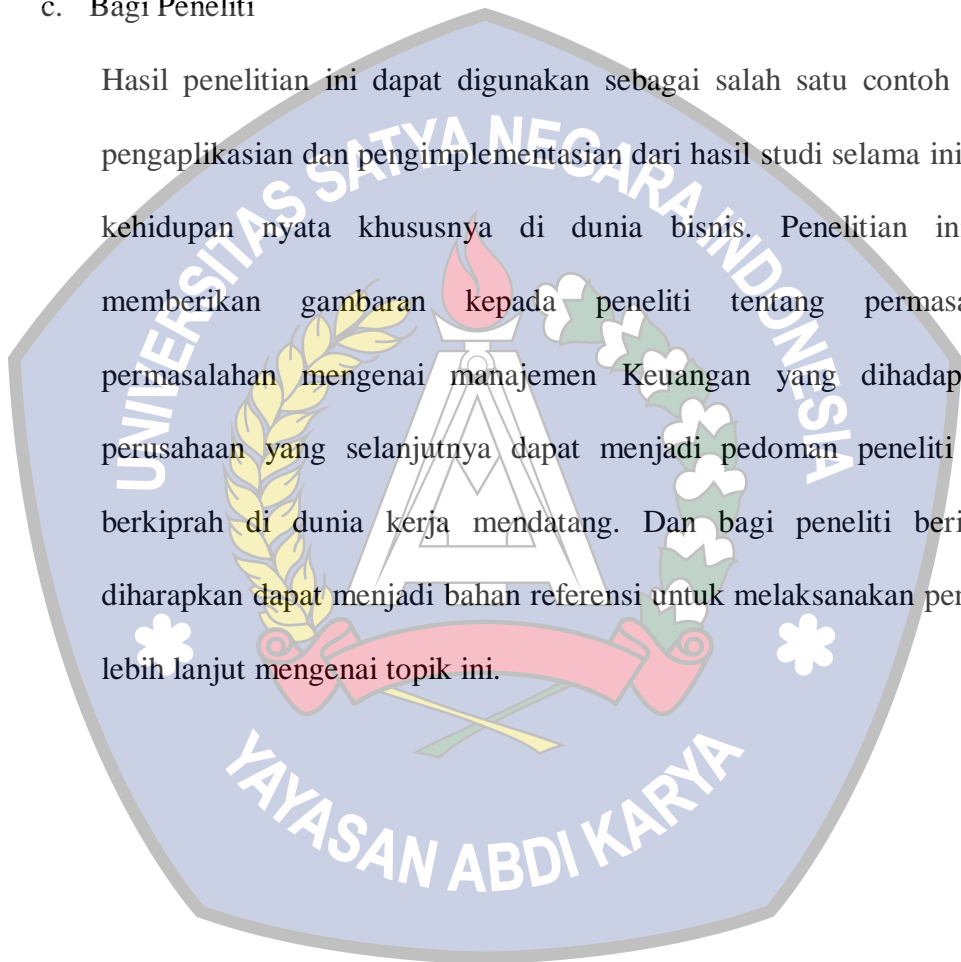 c. Bagi Peneliti
Hasil penelitian ini dapat digunakan sebagai salah satu contoh
pengaplikasian dan pengimplementasian dari hasil studi selama ini
kehidupan nyata khususnya di dunia bisnis. Penelitian in
memberikan gambaran kepada peneliti tentang permasa
permasalahan mengenai manajemen Keuangan yang dihadap
perusahaan yang selanjutnya dapat menjadi pedoman peneliti
berkiprah di dunia kerja mendatang. Dan bagi peneliti beri
diharapkan dapat menjadi bahan referensi untuk melaksanakan pen
lebih lanjut mengenai topik ini.
UNIVERSITAS SATYA NEGARA INDONESIA
YAYASAN ABDI KARYA